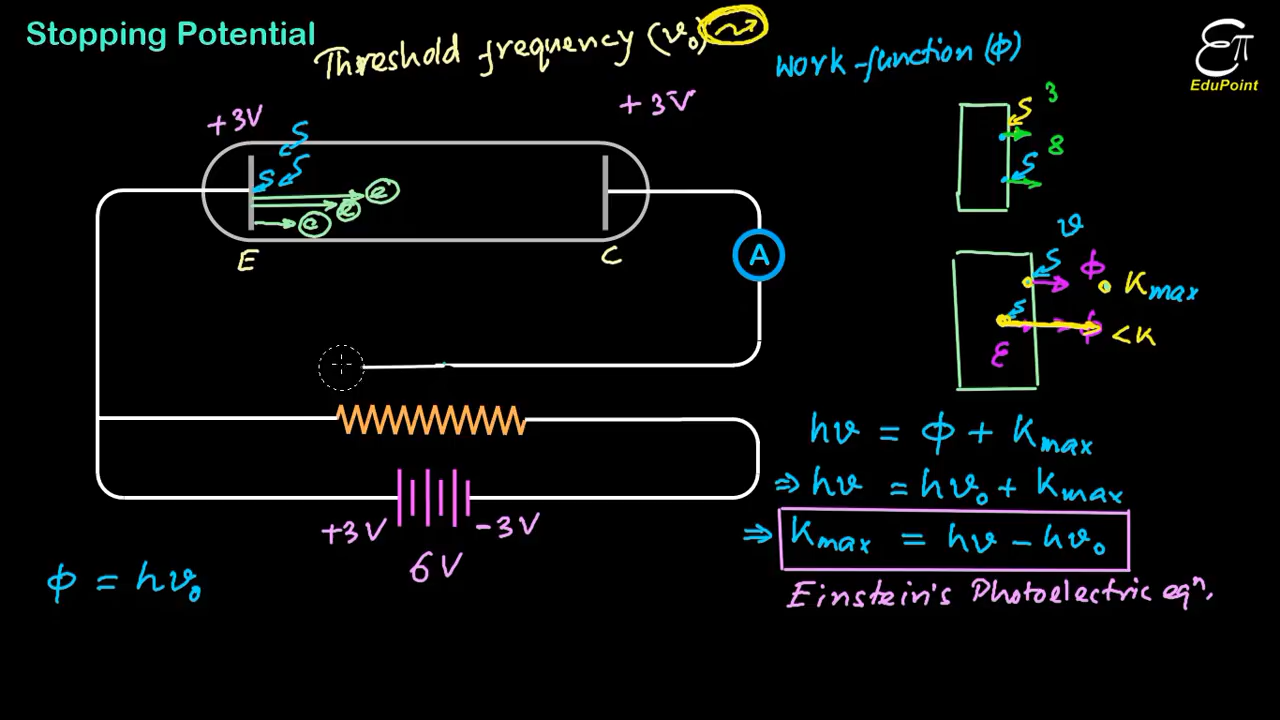 Stopping Potential
Threshold frequency (ν₀)
Work-function (ϕ)
επ
EduPoint
+3V
+3V
e⁻
e⁻
e⁻
E
C
A
3
8
ν
ϕ
Kmax
ϕ
<K
ε
hν = ϕ + Kmax
⇒ hν = hν₀ + Kmax
⇒ Kmax = hν - hν₀
Einstein's Photoelectric eqⁿ.
+3V
-3V
6V
ϕ = hν₀